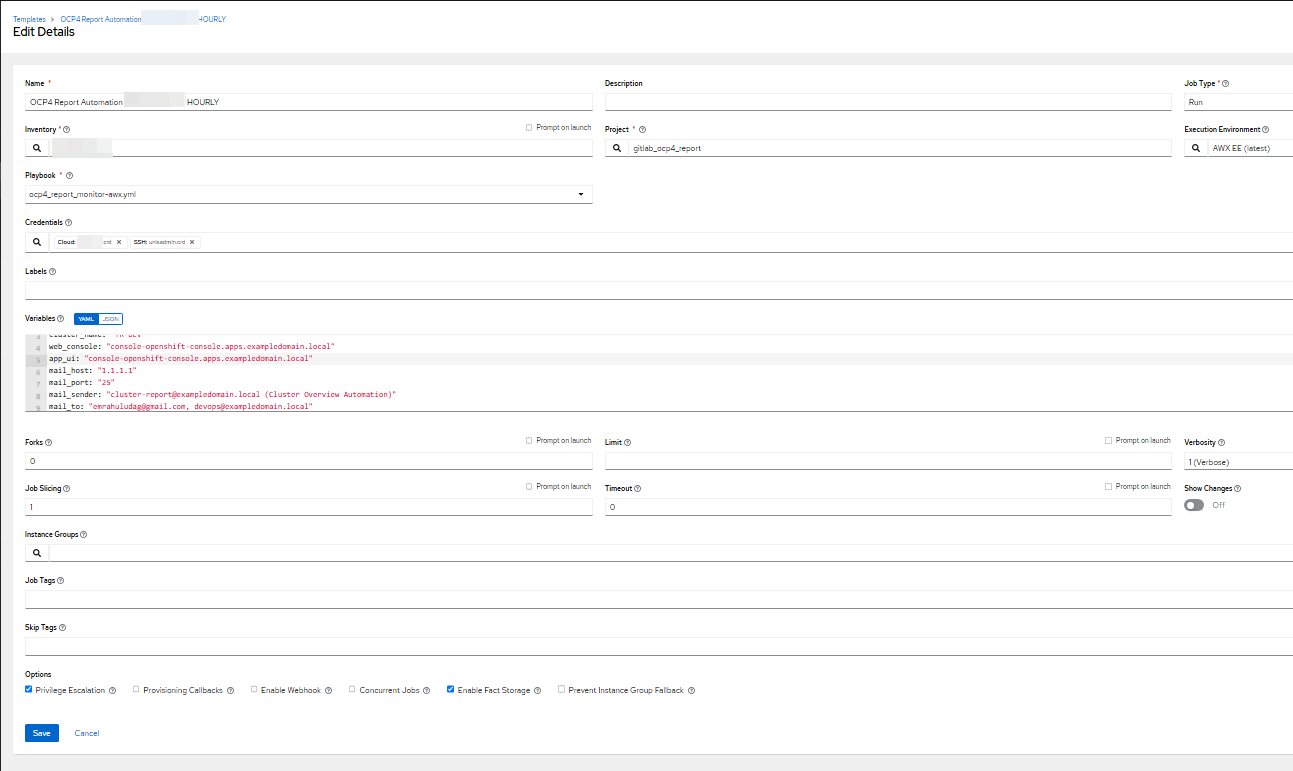 Templates > OCP4 Report Automation HOURLY
Edit Details
Name *
Description
Job Type *
OCP4 Report Automation HOURLY
Run
Inventory *
Prompt on launch
Project *
Execution Environment
gitlab_ocp4_report
AWX EE (latest)
Playbook *
ocp4_report_monitor-awx.yml
Credentials
Cloud: crd
SSH: unixadmin.crd
Labels
Variables
YAML JSON
4 web_console: "console-openshift-console.apps.exampledomain.local"
5 app_ui: "console-openshift-console.apps.exampledomain.local"
6 mail_host: "1.1.1.1"
7 mail_port: "25"
8 mail_sender: "cluster-report@exampledomain.local (Cluster Overview Automation)"
9 mail_to: "emrahuludag@gmail.com, devops@exampledomain.local"
Forks
Prompt on launch
Limit
Prompt on launch
Verbosity
0
1 (Verbose)
Job Slicing
Prompt on launch
Timeout
Prompt on launch
Show Changes
1
0
Off
Instance Groups
Job Tags
Skip Tags
Options
Privilege Escalation
Provisioning Callbacks
Enable Webhook
Concurrent Jobs
Enable Fact Storage
Prevent Instance Group Fallback
Save
Cancel